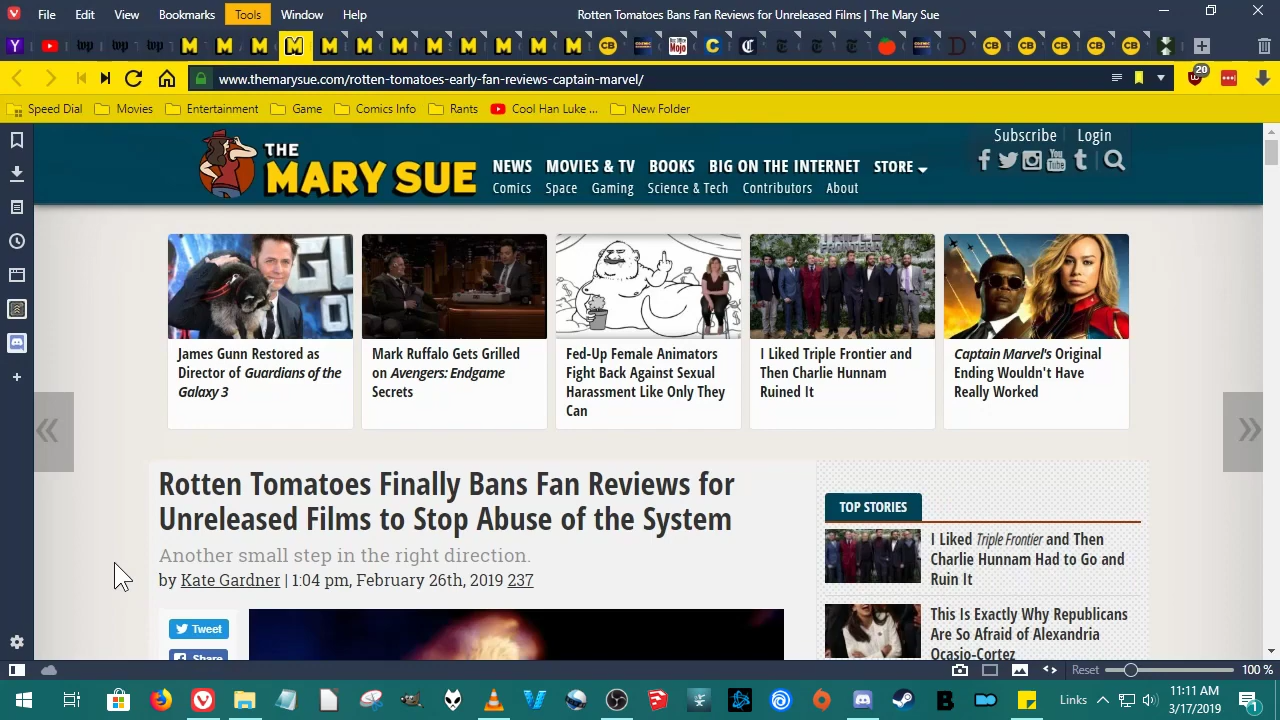 File Edit View Bookmarks Tools Window Help
Rotten Tomatoes Bans Fan Reviews for Unreleased Films | The Mary Sue
www.themarysue.com/rotten-tomatoes-early-fan-reviews-captain-marvel/
20
Speed Dial Movies Entertainment Game Comics Info Rants Cool Han Luke ... New Folder
THE MARY SUE
Subscribe Login
NEWS MOVIES & TV BOOKS BIG ON THE INTERNET STORE
Comics Space Gaming Science & Tech Contributors About
James Gunn Restored as
Director of Guardians of the
Galaxy 3
Mark Ruffalo Gets Grilled
on Avengers: Endgame
Secrets
Fed-Up Female Animators
Fight Back Against Sexual
Harassment Like Only They
Can
I Liked Triple Frontier and
Then Charlie Hunnam
Ruined It
Captain Marvel's Original
Ending Wouldn't Have
Really Worked
Rotten Tomatoes Finally Bans Fan Reviews for
Unreleased Films to Stop Abuse of the System
Another small step in the right direction.
by Kate Gardner | 1:04 pm, February 26th, 2019 237
Tweet
Share
TOP STORIES
I Liked Triple Frontier and Then
Charlie Hunnam Had to Go and
Ruin It
This Is Exactly Why Republicans
Are So Afraid of Alexandria
Ocasio-Cortez
Reset 100 %
Links
11:11 AM
3/17/2019
1